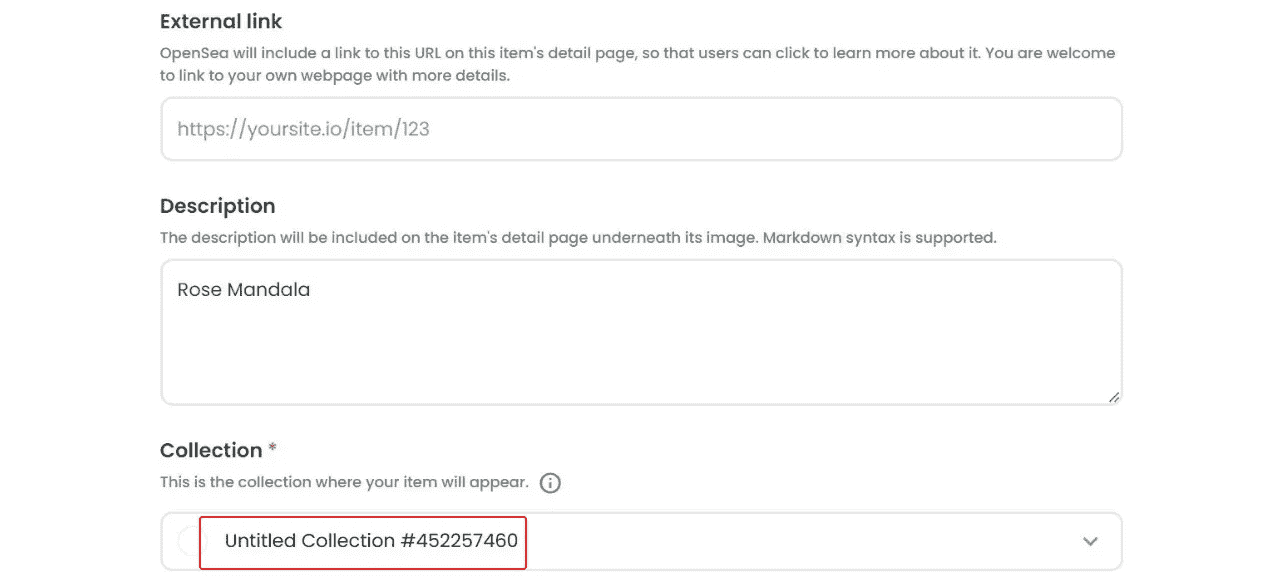 External link
OpenSea will include a link to this URL on this item's detail page, so that users can click to learn more about it. You are welcome
to link to your own webpage with more details.
https://yoursite.io/item/123
Description
The description will be included on the item's detail page underneath its image. Markdown syntax is supported.
Rose Mandala
Collection *
This is the collection where your item will appear.
Untitled Collection #452257460